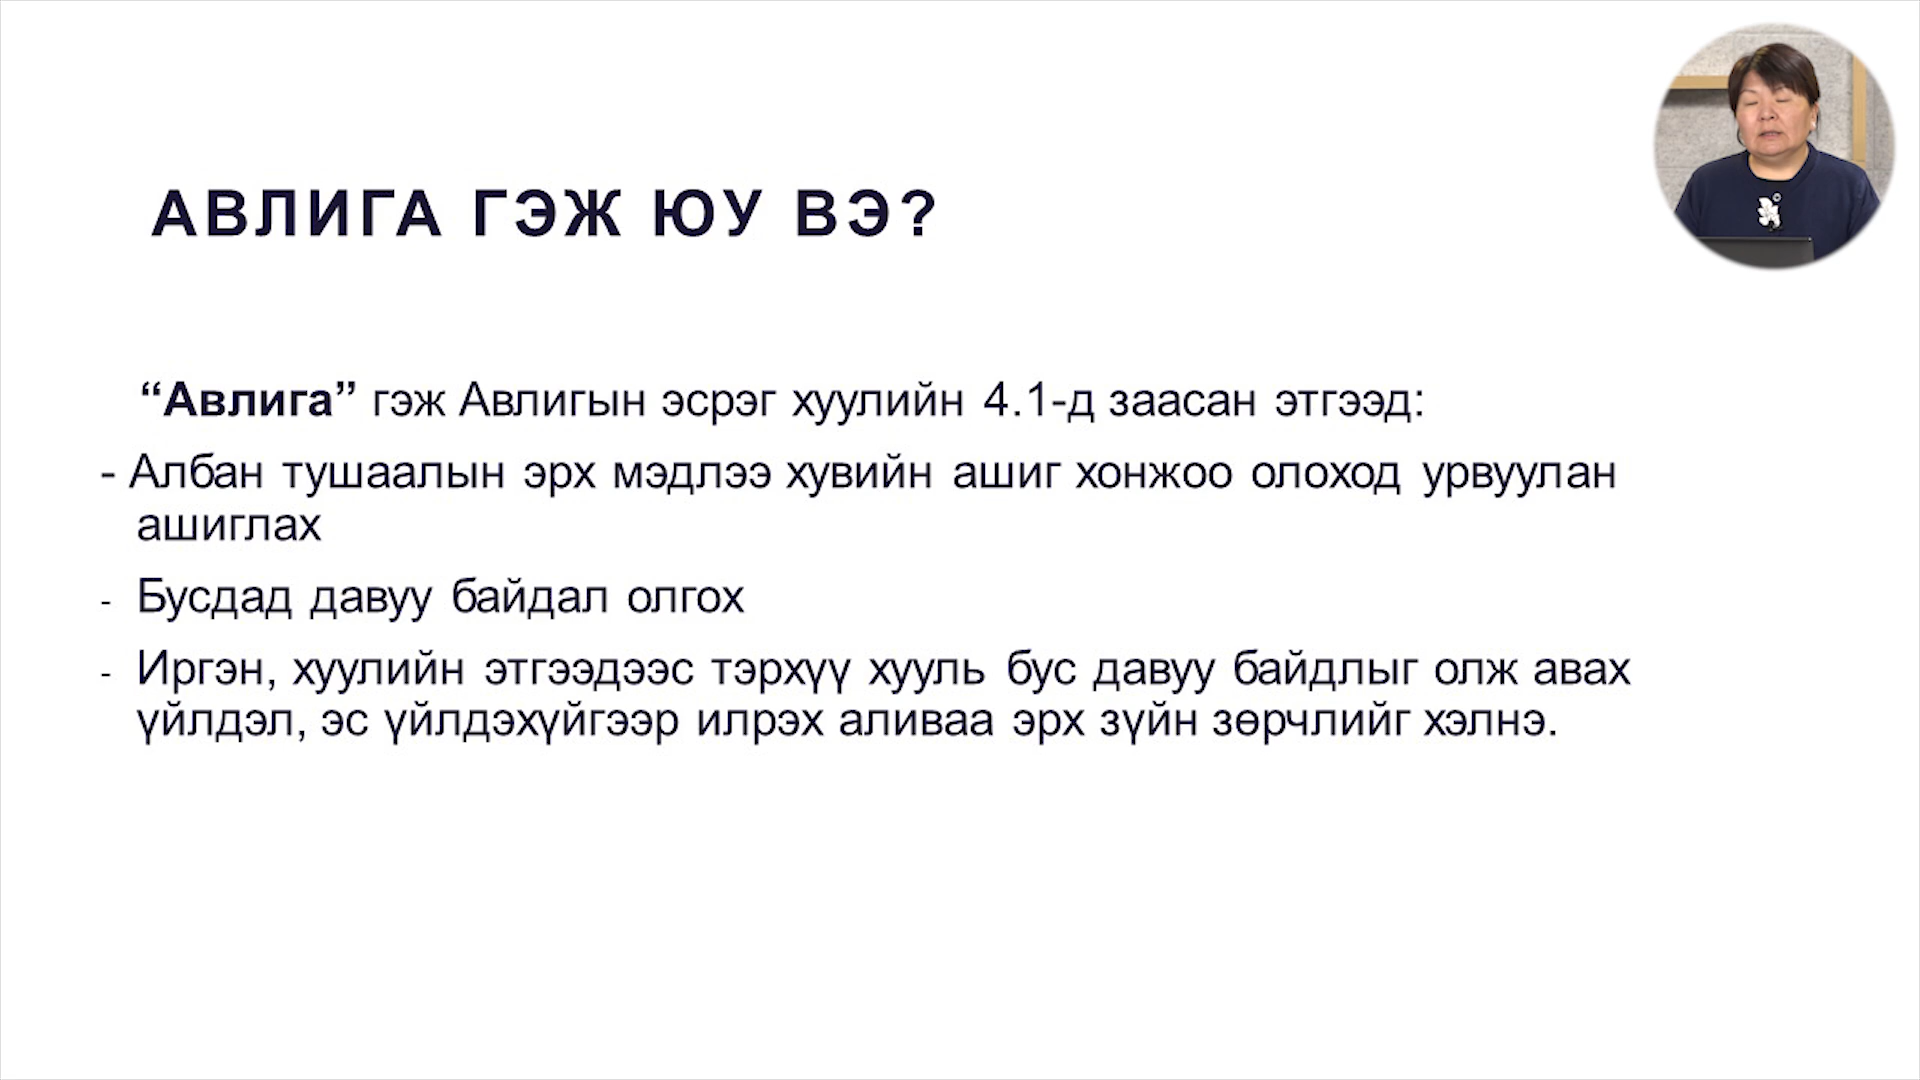 АВЛИГА ГЭЖ ЮУ ВЭ?
“Авлига” гэж Авлигын эсрэг хуулийн 4.1-д заасан этгээд:
- Албан тушаалын эрх мэдлээ хувийн ашиг хонжоо олоход урвуулан
ашиглах
- Бусдад давуу байдал олгох
- Иргэн, хуулийн этгээдээс тэрхүү хууль бус давуу байдлыг олж авах
үйлдэл, эс үйлдэхүйгээр илрэх аливаа эрх зүйн зөрчлийг хэлнэ.